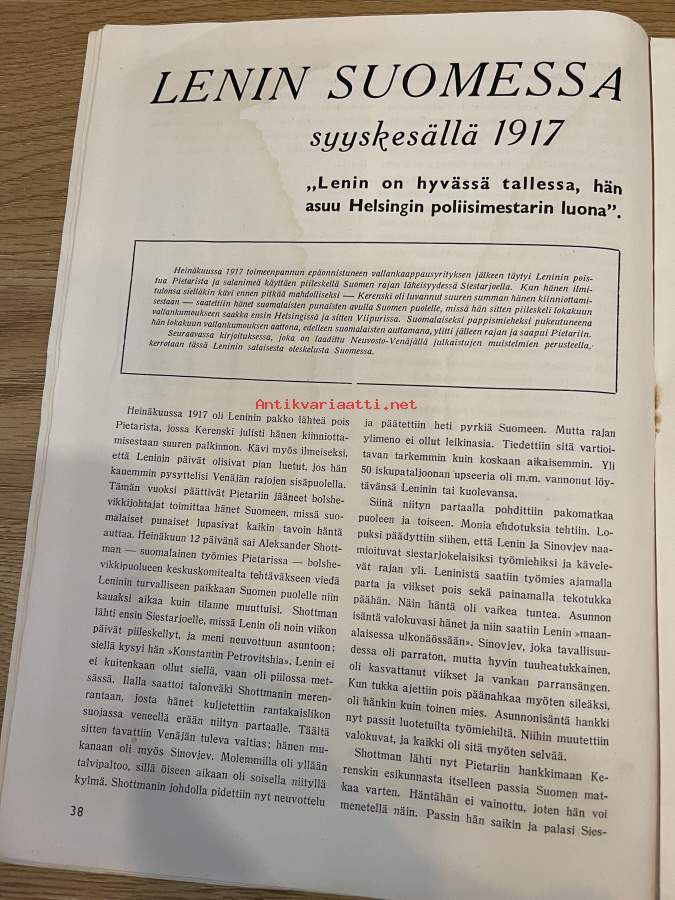 LENIN SUOMESSA
syyskesällä 1917
„Lenin on hyvässä tallessa, hän
asuu Helsingin poliisimestarin luona”.
Heinäkuussa 1917 toimeenpannun epäonnistuneen vallankaappausyrityksen jälkeen täytyi Leninin pois-
tua Pietarista ja salanimeä käyttäen piileskellä Suomen rajan läheisyydessä Siestarjoella. Kun hänen ilmi-
tulonsa sielläkin kävi ennen pitkää mahdolliseksi — Kerenski oli luvannut suuren summan hänen kiinniottami-
sestaan — saatettiin hänet suomalaisten punaisten avulla Suomen puolelle, missä hän sitten piileskeli lokakuun
vallankumoukseen saakka ensin Helsingissä ja sitten Viipurissa. Suomalaiseksi pappismieheksi pukeutuneena
hän lokakuun vallankumouksen aattona, edelleen suomalaisten auttamana, ylitti jälleen rajan ja saapui Pietariin.
Seuraavassa kirjoituksessa, joka on laadittu Neuvosto-Venäjällä julkaistujen muistelmien perusteella,
kerrotaan tässä Leninin salaisesta oleskelusta Suomessa.
Antikvariaatti.net
Heinäkuussa 1917 oli Leninin pakko lähteä pois
Pietarista, jossa Kerenski julisti hänen kiinniotta-
misestaan suuren palkinnon. Kävi myös ilmeiseksi,
että Leninin päivät olisivat pian luetut, jos hän
kauemmin pysyttelisi Venäjän rajojen sisäpuolella.
Tämän vuoksi päättivät Pietariin jääneet bolshe-
vikkijohtajat toimittaa hänet Suomeen, missä suo-
malaiset punaiset lupasivat kaikin tavoin häntä
auttaa. Heinäkuun 12 päivänä sai Aleksander Shott-
man — suomalainen työmies Pietarissa — bolshe-
vikkipuolueen keskuskomitealta tehtäväkseen viedä
Leninin turvalliseen paikkaan Suomen puolelle niin
kauaksi aikaa kuin tilanne muuttuisi. Shottman
lähti ensin Siestarjoelle, missä Lenin oli noin viikon
päivät piileskellyt, ja meni neuvottuun asuntoon;
siellä kysyi hän »Konstantin Petrovitshia». Lenin ei
ei kuitenkaan ollut siellä, vaan oli piilossa met-
sässä. Ilalla saattoi talonväki Shottmanin meren-
rantaan, josta hänet kuljetettiin rantakaislikon
suojassa veneellä erään niityn partaalle. Täältä
sitten tavattiin Venäjän tuleva valtias; hänen mu-
kanaan oli myös Sinovjev. Molemmilla oli yllään
talvipaltoo, sillä öiseen aikaan oli soisella niityllä
kylmä. Shottmanin johdolla pidettiin nyt neuvottelu
38
ja päätettiin heti pyrkiä Suomeen. Mutta rajan
ylimeno ei ollut leikinasia. Tiedettiin sitä vartioi-
tavan tarkemmin kuin koskaan aikaisemmin. Yli
50 iskupataljoonan upseeria oli m.m. vannonut löy-
tävänsä Leninin tai kuolevansa.
Siinä niityn partaalla pohdittiin pakomatkaa
puoleen ja toiseen. Monia ehdotuksia tehtiin. Lo-
puksi päädyttiin siihen, että Lenin ja Sinovjev naa-
mioituvat siestarjokelaisiksi työmiehiksi ja kävele-
vät rajan yli. Leninistä saatiin työmies ajamalla
parta ja viikset pois sekä painamalla tekotukka
päähän. Näin häntä oli vaikea tuntea. Asunnon
isäntä valokuvasi hänet ja niin saatiin Lenin »maan-
alaisessa ulkonäössään». Sinovjev, joka tavallisuu-
dessa oli parraton, mutta hyvin tuuheatukkainen,
oli kasvattanut viikset ja vankan parransängen.
Kun tukka ajettiin pois päänahkaa myöten sileäksi,
oli hänkin kuin toinen mies. Asunnonisäntä hankki
nyt passit luotetuilta työmiehiltä. Niihin muutettiin
valokuvat, ja kaikki oli sitä myöten selvää.
Shottman lähti nyt Pietariin hankkimaan Ke-
renskin esikunnasta itselleen passia Suomen mat-
kaa varten. Häntähän ei vainottu, joten hän voi
menetellä näin. Passin hän saikin ja palasi Sies-